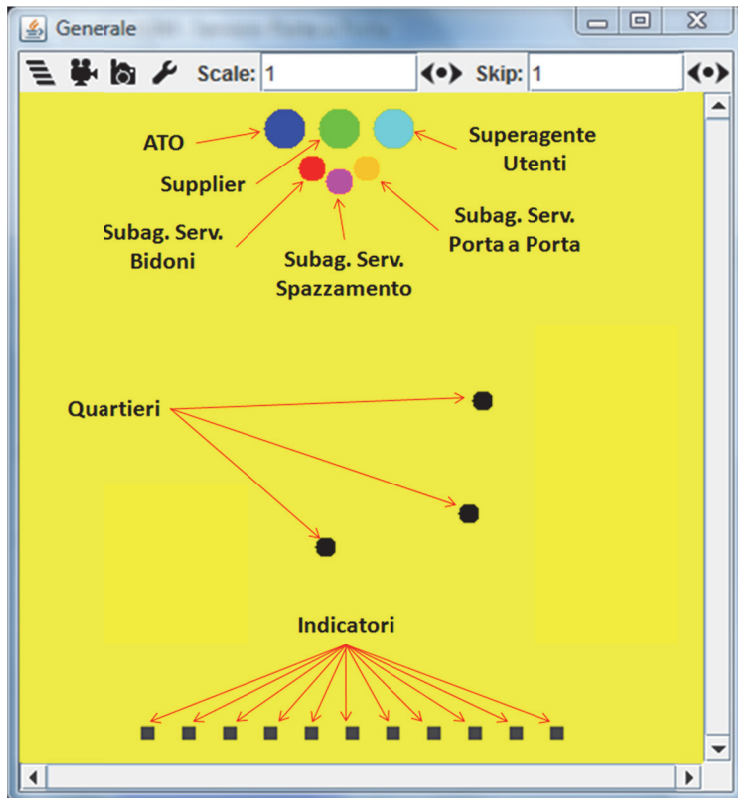 Generale
Scale: 1
Skip: 1
ATO
Supplier
Superagente
Utenti
Subag. Serv.
Bidoni
Subag. Serv.
Spazzamento
Subag. Serv.
Porta a Porta
Quartieri
Indicatori